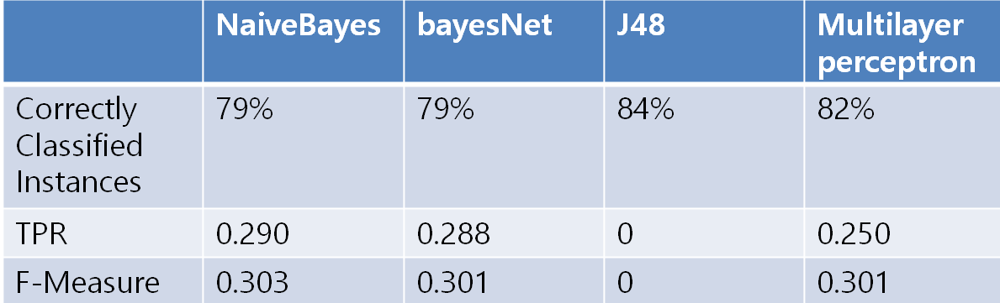 NaiveBayes bayesNet J48 Multilayer
perceptron
Correctly 79% 79% 84% 82%
Classified
Instances
TPR 0.290 0.288 0 0.250
F-Measure 0.303 0.301 0 0.301